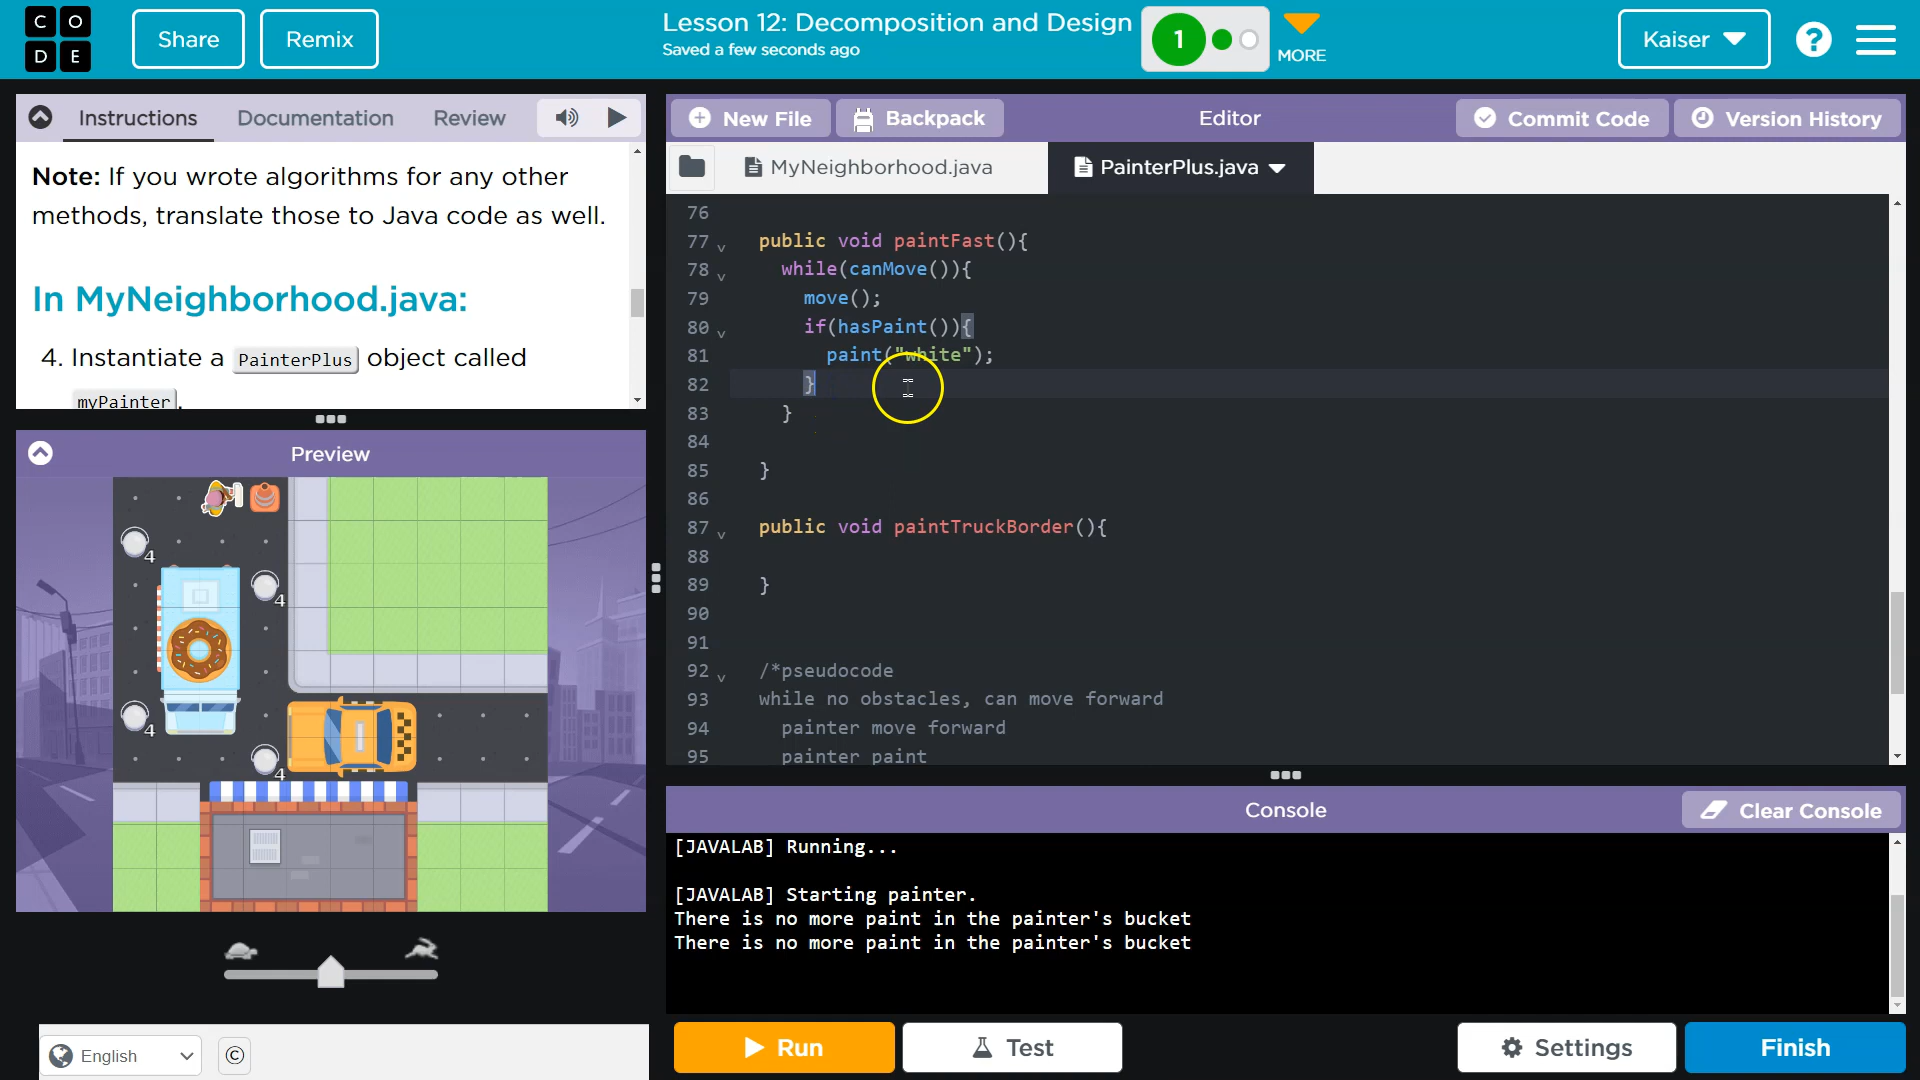 C O
D E
Share
Remix
Lesson 12: Decomposition and Design
Saved a few seconds ago
1
MORE
Kaiser
?
Instructions
Documentation
Review
Note: If you wrote algorithms for any other
methods, translate those to Java code as well.
In MyNeighborhood.java:
4. Instantiate a PainterPlus object called
myPainter.
Preview
4
4
4
4
English
©
New File
Backpack
Editor
Commit Code
Version History
MyNeighborhood.java
PainterPlus.java
76
77 public void paintFast(){
78 while(canMove()){
79 move();
80 if(hasPaint()){
81 paint("white");
82 }
83 }
84
85 }
86
87 public void paintTruckBorder(){
88
89 }
90
91
92 /*pseudocode
93 while no obstacles, can move forward
94 painter move forward
95 painter paint
Console
Clear Console
[JAVALAB] Running...
[JAVALAB] Starting painter.
There is no more paint in the painter's bucket
There is no more paint in the painter's bucket
Run
Test
Settings
Finish